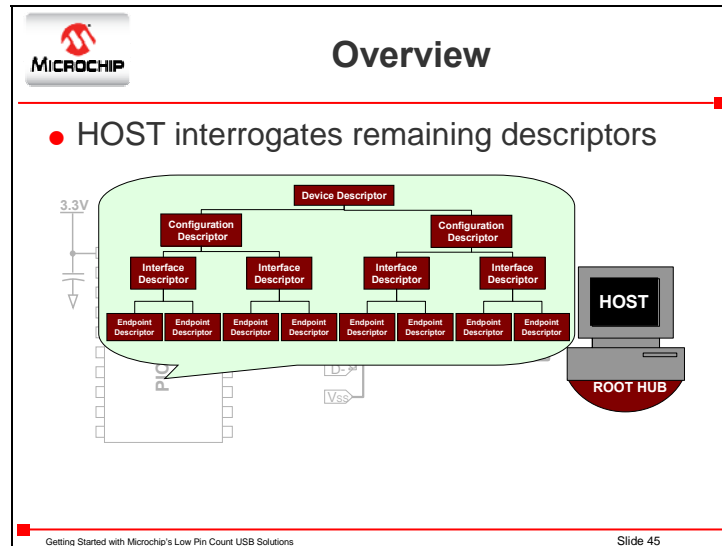 MICROCHIP
Overview
HOST interrogates remaining descriptors
3.3V
Device Descriptor
Configuration
Descriptor
Configuration
Descriptor
Interface
Descriptor
Interface
Descriptor
Interface
Descriptor
Interface
Descriptor
Endpoint
Descriptor
Endpoint
Descriptor
Endpoint
Descriptor
Endpoint
Descriptor
Endpoint
Descriptor
Endpoint
Descriptor
Endpoint
Descriptor
Endpoint
Descriptor
HOST
ROOT HUB
D-
Vss
Getting Started with Microchip's Low Pin Count USB Solutions
Slide 45